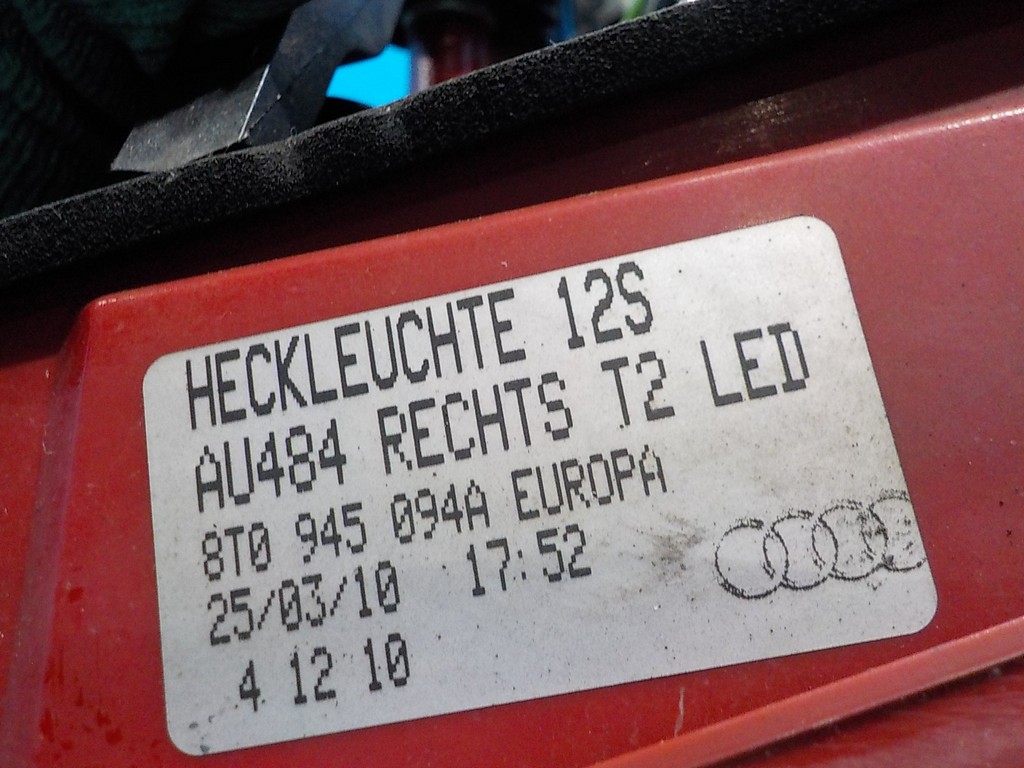 HECKLEUCHTE 12S
AU484 RECHTS T2 LED
8T0 945 094A EUROPA
25/03/10 17:52
4 12 10